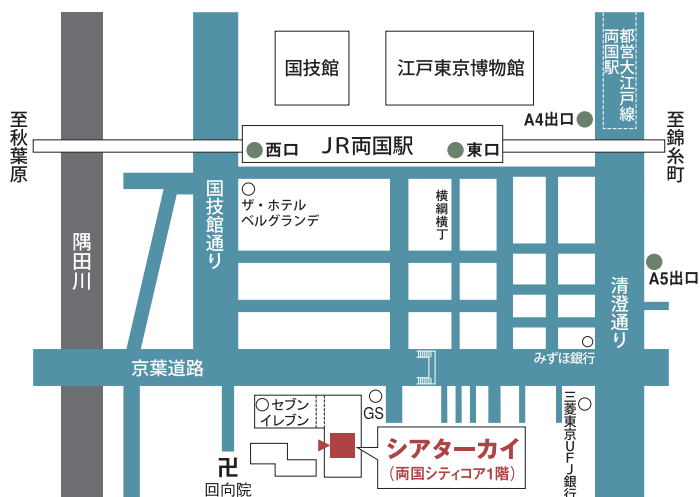 国技館
江戸東京博物館
都営大江戸線
両国駅
A4出口
至秋葉原
至錦糸町
西口
JR両国駅
東口
国技館通り
ザ・ホテル
ベルグランデ
横綱横丁
隅田川
A5出口
清澄通り
京葉道路
みずほ銀行
セブン
イレブン
GS
三菱東京UFJ銀行
シアターカイ
(両国シティコア1階)
卍
回向院